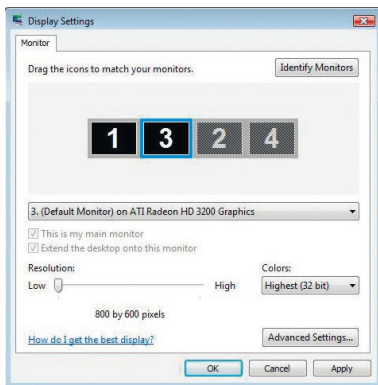 Display Settings
Monitor
Drag the icons to match your monitors.
Identify Monitors
1 3 2 4
3. (Default Monitor) on ATI Radeon HD 3200 Graphics
This is my main monitor
Extend the desktop onto this monitor
Resolution:
Colors:
Low
High
Highest (32 bit)
800 by 600 pixels
How do I get the best display?
Advanced Settings...
OK
Cancel
Apply